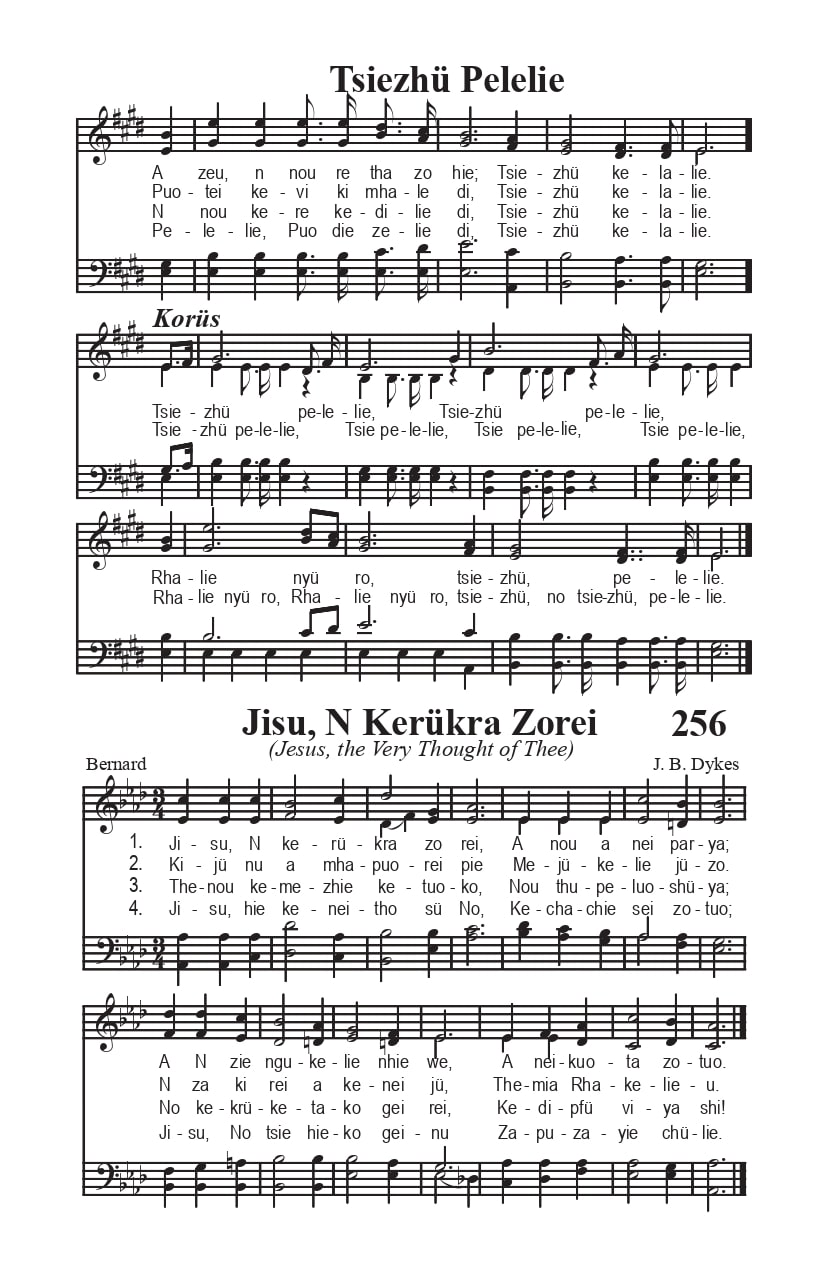 Tsiezhü Pelelie
A zeu, n nou re tha zo hie; Tsie - zhü ke - la - lie.
Puo - tei ke - vi ki mha - le di, Tsie - zhü ke - la - lie.
N nou - ke - re ke - di - lie di, Tsie - zhü ke - la - lie.
Pe - le - lie, Puo die ze - lie di, Tsie - zhü ke - la - lie.
Korüs
Tsie - zhü pe-le - lie, Tsie-zhü pe - le - lie,
Tsie - zhü pe-le-lie, Tsie pe-le-lie, Tsie pe-le-lie, Tsie pe-le-lie,
Rha-lie nyü ro, tsie - zhü, pe - le - lie.
Rha-lie nyü ro, Rha - lie nyü ro, tsie-zhü, no tsie-zhü, pe-le-lie.
Jisu, N Kerükra Zorei 256
(Jesus, the Very Thought of Thee)
Bernard J. B. Dykes
1. Ji - su, N ke - rü - kra zo rei, A nou a nei par - ya;
2. Ki - jü nu a mha - puo - rei pie Me - jü - ke - lie jü - zo.
3. The - nou ke - me - zhie ke - tuo - ko, Nou thu - pe - luo - shü - ya;
4. Ji - su, hie ke - nei - tho sü No, Ke - cha - chie sei zo - tuo;
A N zie ngu - ke - lie nhie we, A nei - kuo - ta zo - tuo.
N za ki rei a ke - nei jü, The - mia Rha - ke - lie - u.
No ke - krü - ke - ta - ko gei rei, Ke - di - pfü vi - ya shi!
Ji - su, No tsie hie - ko gei - nu Za - pu - za - yie chü - lie.